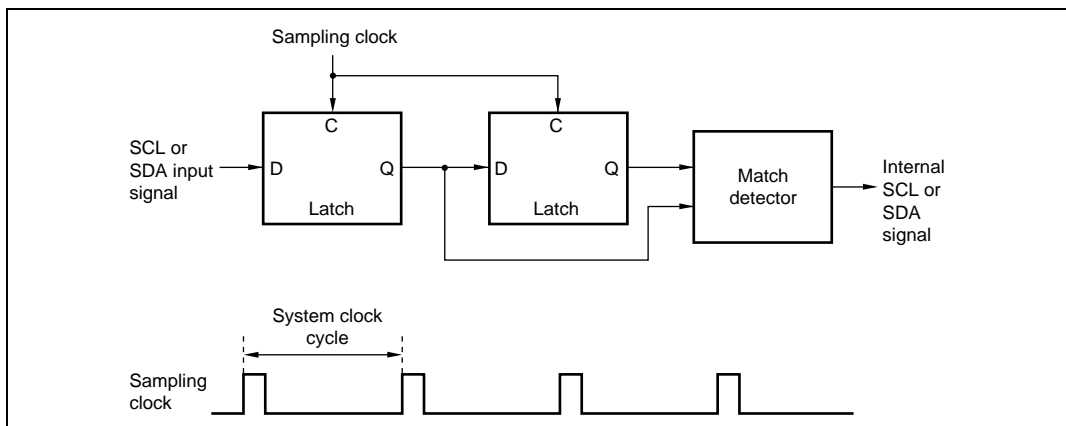 Sampling clock
SCL or
SDA input
signal
C
D
Q
Latch
C
D
Q
Latch
Match
detector
Internal
SCL or
SDA
signal
System clock
cycle
Sampling
clock